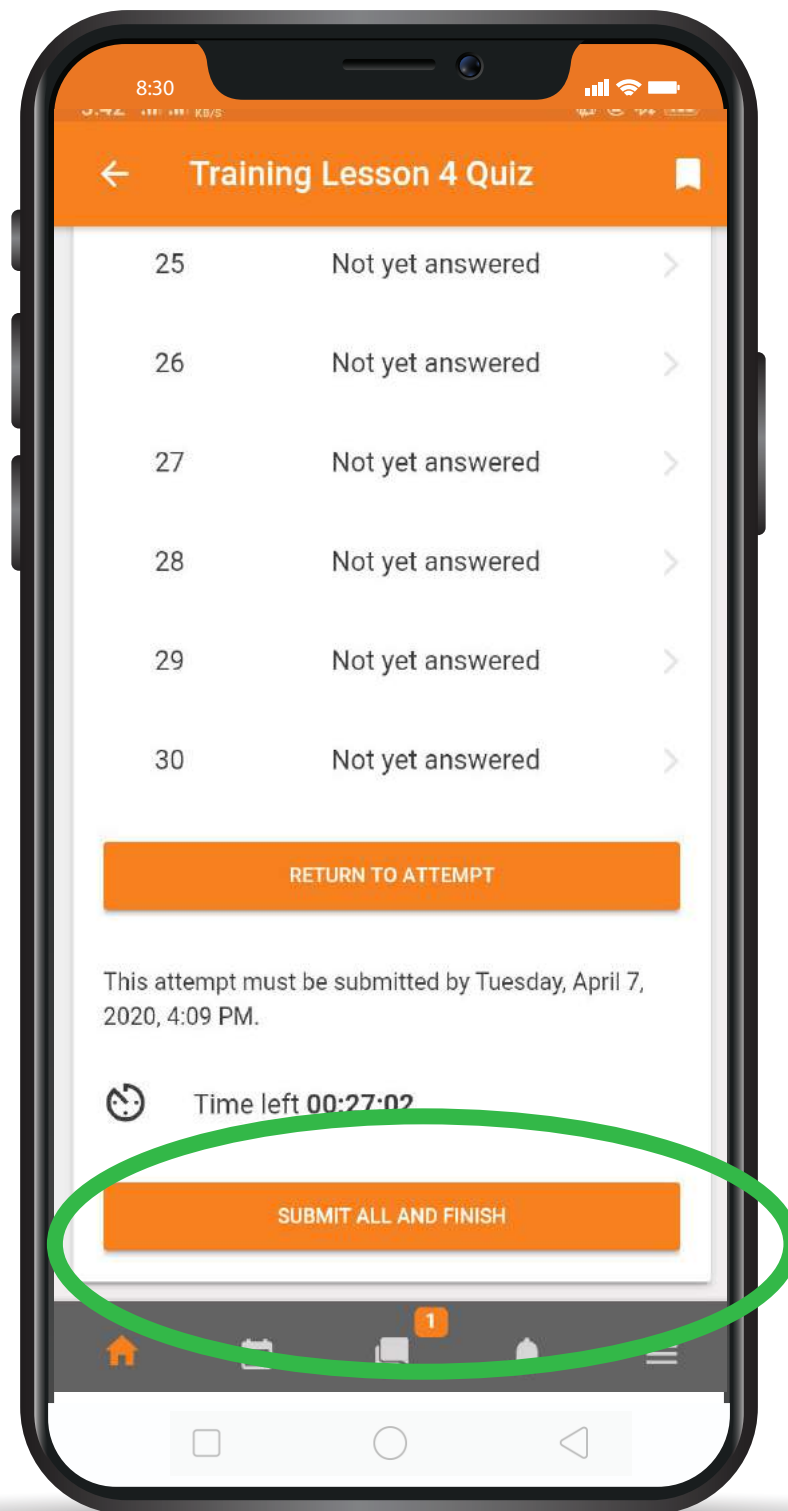 8:30
KB/S
Training Lesson 4 Quiz
25 Not yet answered
26 Not yet answered
27 Not yet answered
28 Not yet answered
29 Not yet answered
30 Not yet answered
RETURN TO ATTEMPT
This attempt must be submitted by Tuesday, April 7,
2020, 4:09 PM.
Time left 00:27:02
SUBMIT ALL AND FINISH
1